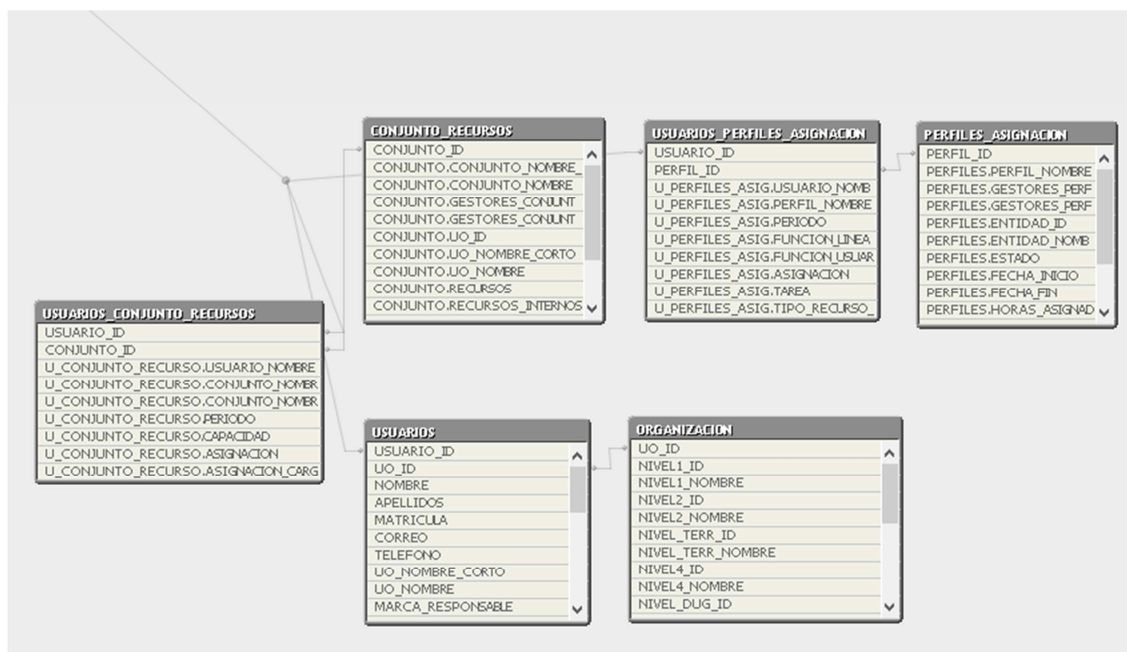 CONJUNTO_RECURSOS
CONJUNTO_ID
CONJUNTO.CONJUNTO_NOMBRE_
CONJUNTO.CONJUNTO_NOMBRE
CONJUNTO.GESTORES_CONJUNT
CONJUNTO.GESTORES_CONJUNT
CONJUNTO.UO_ID
CONJUNTO.UO_NOMBRE_CORTO
CONJUNTO.UO_NOMBRE
CONJUNTO.RECURSOS
CONJUNTO.RECURSOS_INTERNOS
USUARIOS_PERFILES_ASIGNACION
USUARIO_ID
PERFIL_ID
U_PERFILES_ASIG.USUARIO_NOMB
U_PERFILES_ASIG.PERFIL_NOMBRE
U_PERFILES_ASIG.PERIODO
U_PERFILES_ASIG.FUNCION_LINEA
U_PERFILES_ASIG.FUNCION_USUAR
U_PERFILES_ASIG.ASIGNACION
U_PERFILES_ASIG.TAREA
U_PERFILES_ASIG.TIPO_RECURSO_
PERFILES_ASIGNACION
PERFIL_ID
PERFILES.PERFIL_NOMBRE
PERFILES.GESTORES_PERF
PERFILES.GESTORES_PERF
PERFILES.ENTIDAD_ID
PERFILES.ENTIDAD_NOMB
PERFILES.ESTADO
PERFILES.FECHA_INICIO
PERFILES.FECHA_FIN
PERFILES.HORAS_ASIGNAD
USUARIOS_CONJUNTO_RECURSOS
USUARIO_ID
CONJUNTO_ID
U_CONJUNTO_RECURSO.USUARIO_NOMBRE
U_CONJUNTO_RECURSO.CONJUNTO_NOMBR
U_CONJUNTO_RECURSO.CONJUNTO_NOMBR
U_CONJUNTO_RECURSO.PERIODO
U_CONJUNTO_RECURSO.CAPACIDAD
U_CONJUNTO_RECURSO.ASIGNACION
U_CONJUNTO_RECURSO.ASIGNACION_CARG
USUARIOS
USUARIO_ID
UO_ID
NOMBRE
APELLIDOS
MATRICULA
CORREO
TELEFONO
UO_NOMBRE_CORTO
UO_NOMBRE
MARCA_RESPONSABLE
ORGANIZACION
UO_ID
NIVEL1_ID
NIVEL1_NOMBRE
NIVEL2_ID
NIVEL2_NOMBRE
NIVEL_TERR_ID
NIVEL_TERR_NOMBRE
NIVEL4_ID
NIVEL4_NOMBRE
NIVEL_DUG_ID